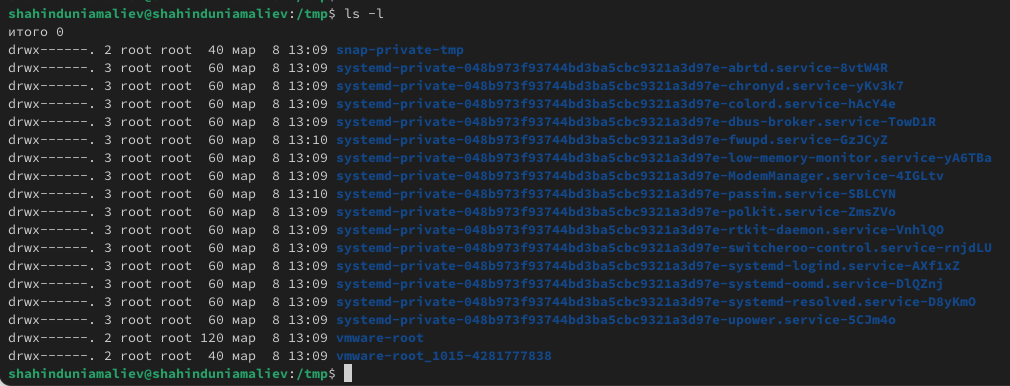 shahinduniamaliev@shahinduniamaliev:/tmp$ ls -l
итого 0
drwx------. 2 root root  40 мар  8 13:09 snap-private-tmp
drwx------. 3 root root  60 мар  8 13:09 systemd-private-048b973f93744bd3ba5cbc9321a3d97e-abrtd.service-8vtW4R
drwx------. 3 root root  60 мар  8 13:09 systemd-private-048b973f93744bd3ba5cbc9321a3d97e-chronyd.service-yKv3k7
drwx------. 3 root root  60 мар  8 13:09 systemd-private-048b973f93744bd3ba5cbc9321a3d97e-colord.service-hAcY4e
drwx------. 3 root root  60 мар  8 13:09 systemd-private-048b973f93744bd3ba5cbc9321a3d97e-dbus-broker.service-TowD1R
drwx------. 3 root root  60 мар  8 13:10 systemd-private-048b973f93744bd3ba5cbc9321a3d97e-fwupd.service-GzJCyZ
drwx------. 3 root root  60 мар  8 13:09 systemd-private-048b973f93744bd3ba5cbc9321a3d97e-low-memory-monitor.service-yA6TBa
drwx------. 3 root root  60 мар  8 13:09 systemd-private-048b973f93744bd3ba5cbc9321a3d97e-ModemManager.service-4IGLtv
drwx------. 3 root root  60 мар  8 13:10 systemd-private-048b973f93744bd3ba5cbc9321a3d97e-passim.service-SBLCYN
drwx------. 3 root root  60 мар  8 13:09 systemd-private-048b973f93744bd3ba5cbc9321a3d97e-polkit.service-ZmsZVo
drwx------. 3 root root  60 мар  8 13:09 systemd-private-048b973f93744bd3ba5cbc9321a3d97e-rtkit-daemon.service-VnhlQO
drwx------. 3 root root  60 мар  8 13:09 systemd-private-048b973f93744bd3ba5cbc9321a3d97e-switcheroo-control.service-rnjdLU
drwx------. 3 root root  60 мар  8 13:09 systemd-private-048b973f93744bd3ba5cbc9321a3d97e-systemd-logind.service-AXf1xZ
drwx------. 3 root root  60 мар  8 13:09 systemd-private-048b973f93744bd3ba5cbc9321a3d97e-systemd-oomd.service-DlQZnj
drwx------. 3 root root  60 мар  8 13:09 systemd-private-048b973f93744bd3ba5cbc9321a3d97e-systemd-resolved.service-D8yKmO
drwx------. 3 root root  60 мар  8 13:09 systemd-private-048b973f93744bd3ba5cbc9321a3d97e-upower.service-5CJm4o
drwx------. 2 root root 120 мар  8 13:09 vmware-root
drwx------. 2 root root  40 мар  8 13:09 vmware-root_1015-4281777838
shahinduniamaliev@shahinduniamaliev:/tmp$